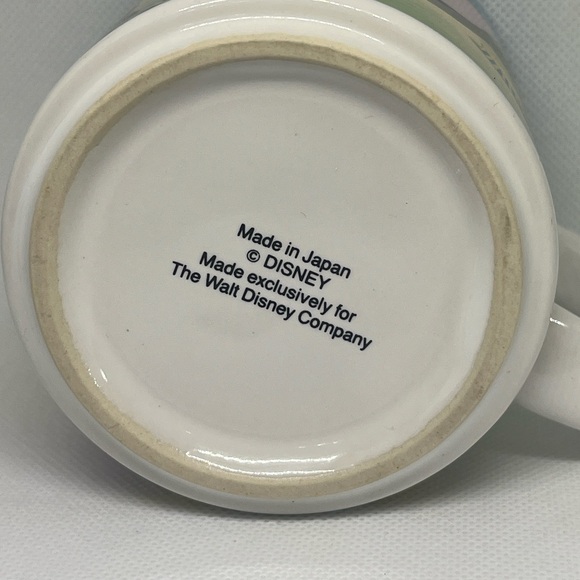 Made in Japan
© DISNEY
Made exclusively for
The Walt Disney Company